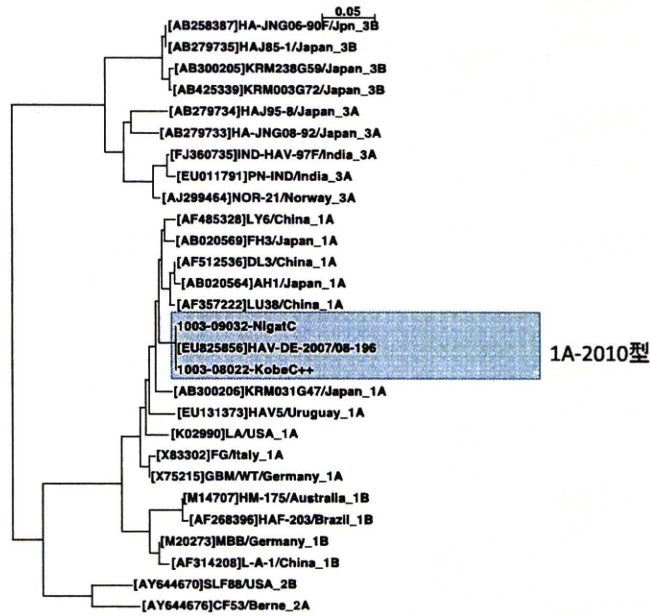 0.05
[AB258387]HA-JNG06-90F/Jpn_3B
[AB279735]HAJ85-1/Japan_3B
[AB300205]KRM238G59/Japan_3B
[AB425339]KRM003G72/Japan_3B
[AB279734]HAJ95-8/Japan_3A
[AB279733]HA-JNG08-92/Japan_3A
[FJ360735]IND-HAV-97F/India_3A
[EU011791]PN-IND/India_3A
[AJ299464]NOR-21/Norway_3A
[AF485328]LY6/China_1A
[AB020569]FH3/Japan_1A
[AF512536]DL3/China_1A
[AB020564]AH1/Japan_1A
[AF357222]LU38/China_1A
1003-09032-NigatC
[EU825856]HAV-DE-2007/08-196
1A-2010型
1003-08022-KobeC++
[AB300206]KRM031G47/Japan_1A
[EU131373]HAV5/Uruguay_1A
[K02990]LA/USA_1A
[X83302]FG/Italy_1A
[X75215]GBM/WT/Germany_1A
[M14707]HM-175/Australia_1B
[AF268396]HAF-203/Brazil_1B
[M20273]MBB/Germany_1B
[AF314208]L-A-1/China_1B
[AY644670]SLF88/USA_2B
[AY644676]CF53/Berne_2A